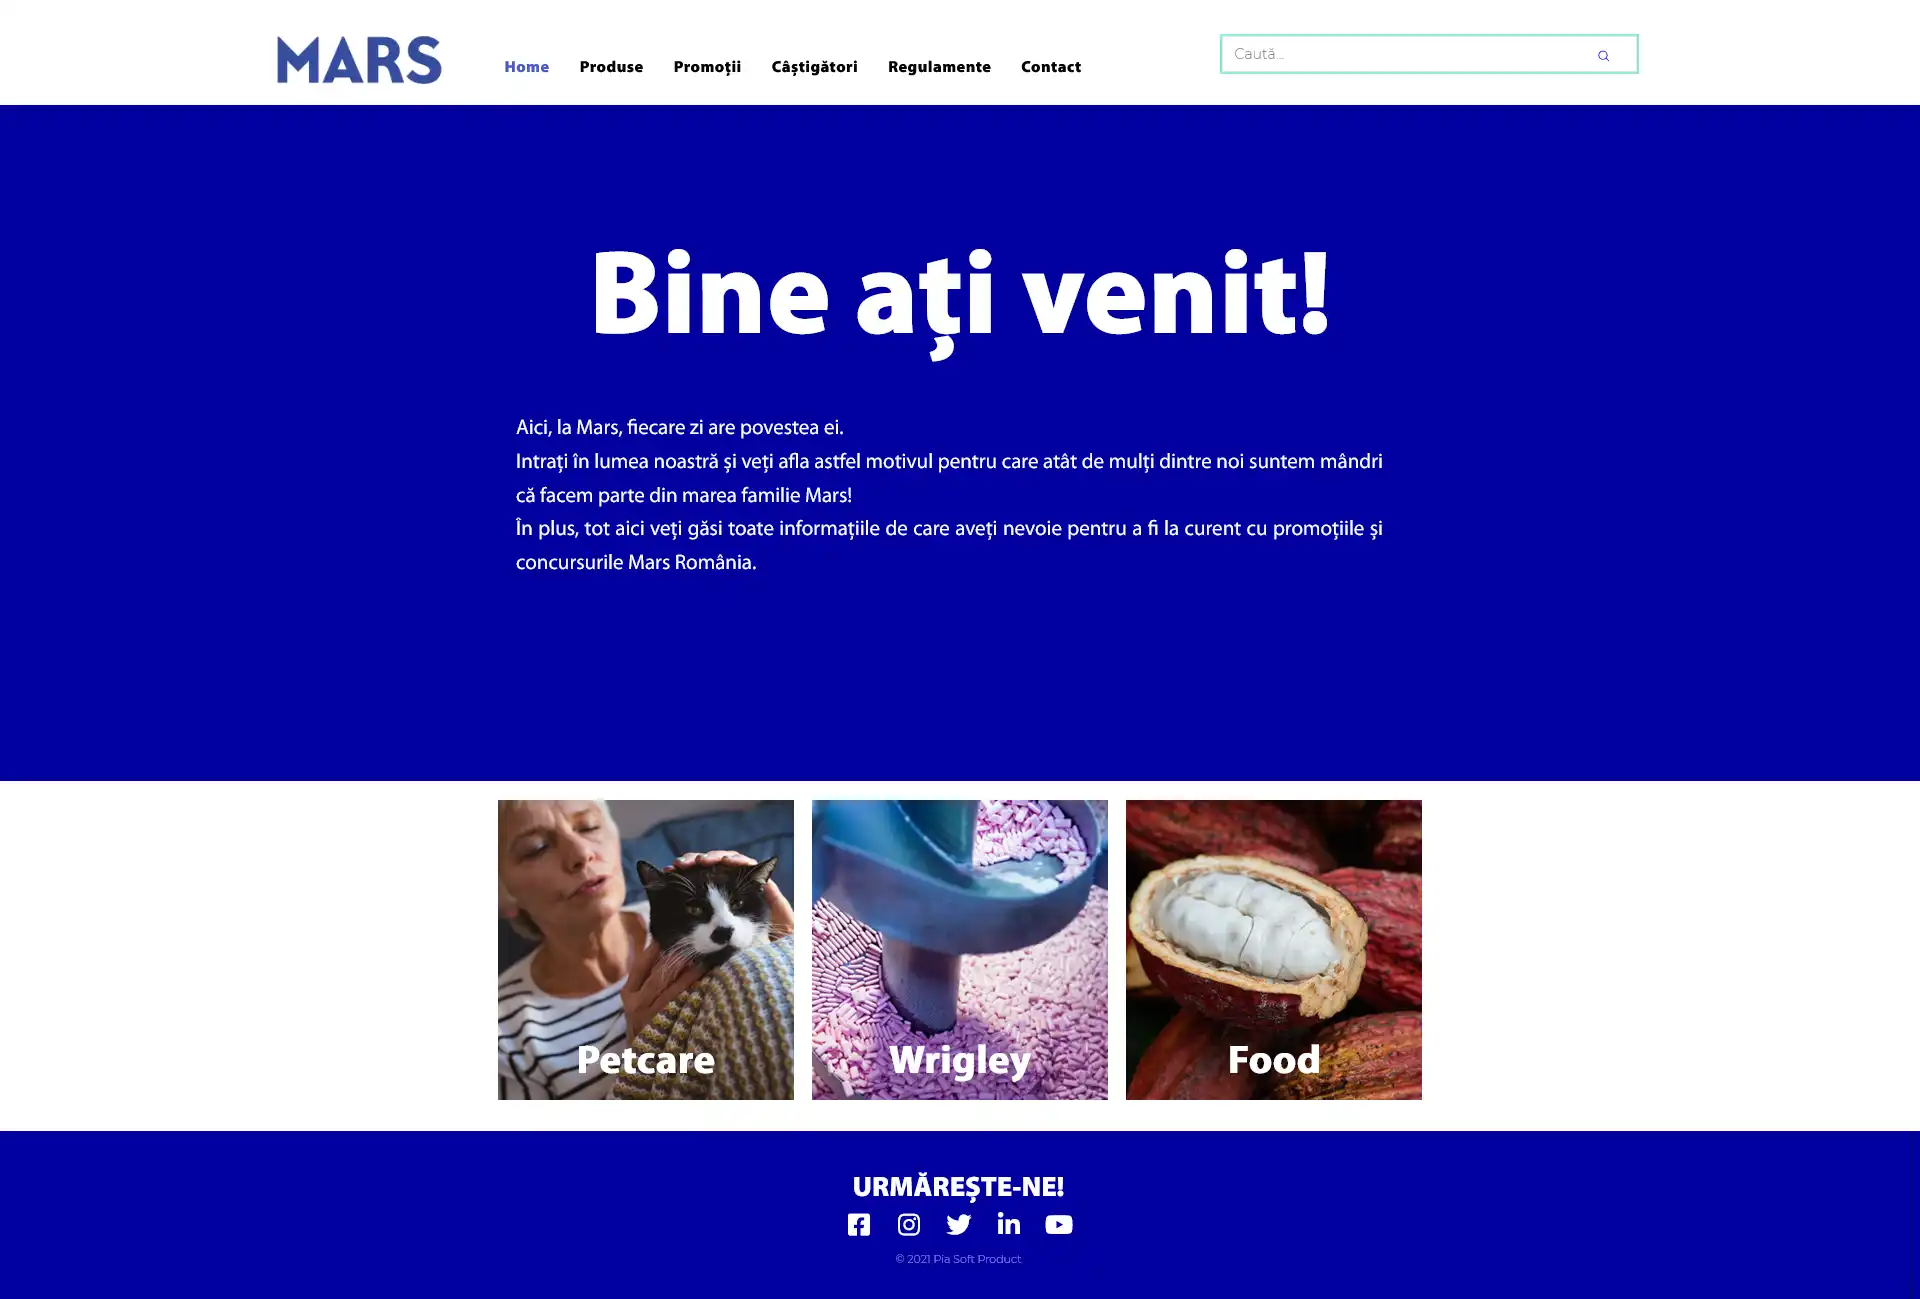 MARS
Home Produse Promoții Câștigători Regulamente Contact
Caută...
Bine ați venit!
Aici, la Mars, fiecare zi are povestea ei.
Intrați în lumea noastră și veți afla astfel motivul pentru care atât de mulți dintre noi suntem mândri
că facem parte din marea familie Mars!
În plus, tot aici veți găsi toate informațiile de care aveți nevoie pentru a fi la curent cu promoțiile și
concursurile Mars România.
Petcare
Wrigley
Food
URMĂREȘTE-NE!
© 2021 Pia Soft Product